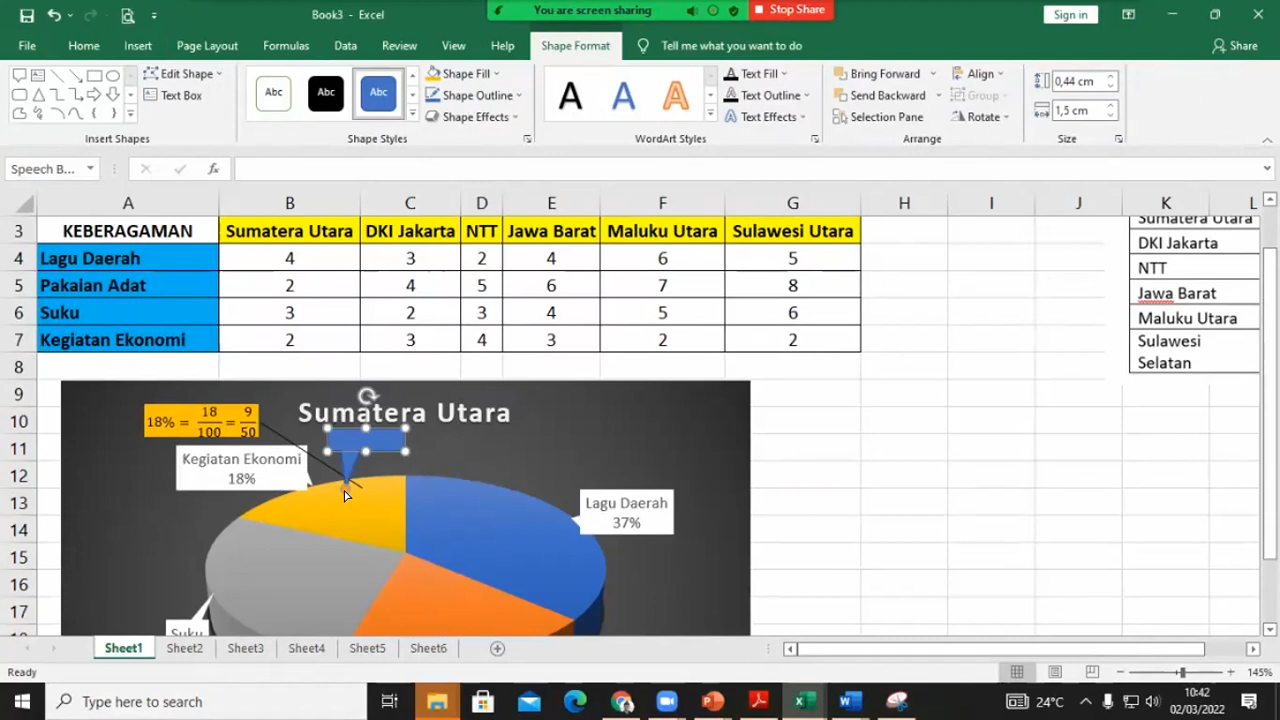 Book3 - Excel
You are screen sharing
Stop Share
Sign in
File Home Insert Page Layout Formulas Data Review View Help Shape Format Tell me what you want to do Share
Edit Shape
Text Box
Insert Shapes
Abc Abc Abc
Shape Fill
Shape Outline
Shape Effects
Shape Styles
A A A
Text Fill
Text Outline
Text Effects
WordArt Styles
Bring Forward
Send Backward
Selection Pane
Align
Group
Rotate
Arrange
0,44 cm
1,5 cm
Size
Speech B...
fx
A B C D E F G H I J K L
3 KEBERAGAMAN Sumatera Utara DKI Jakarta NTT Jawa Barat Maluku Utara Sulawesi Utara
4 Lagu Daerah 4 3 2 4 6 5
5 Pakaian Adat 2 4 5 6 7 8
6 Suku 3 2 3 4 5 6
7 Kegiatan Ekonomi 2 3 4 3 2 2
8
9
10
11
12
13
14
15
16
17
Sumatera Utara
DKI Jakarta
NTT
Jawa Barat
Maluku Utara
Sulawesi
Selatan
Sumatera Utara
18% = 18/100 = 9/50
Kegiatan Ekonomi
18%
Lagu Daerah
37%
Suku
Sheet1 Sheet2 Sheet3 Sheet4 Sheet5 Sheet6
Ready
145%
Type here to search
24°C
10:42
02/03/2022